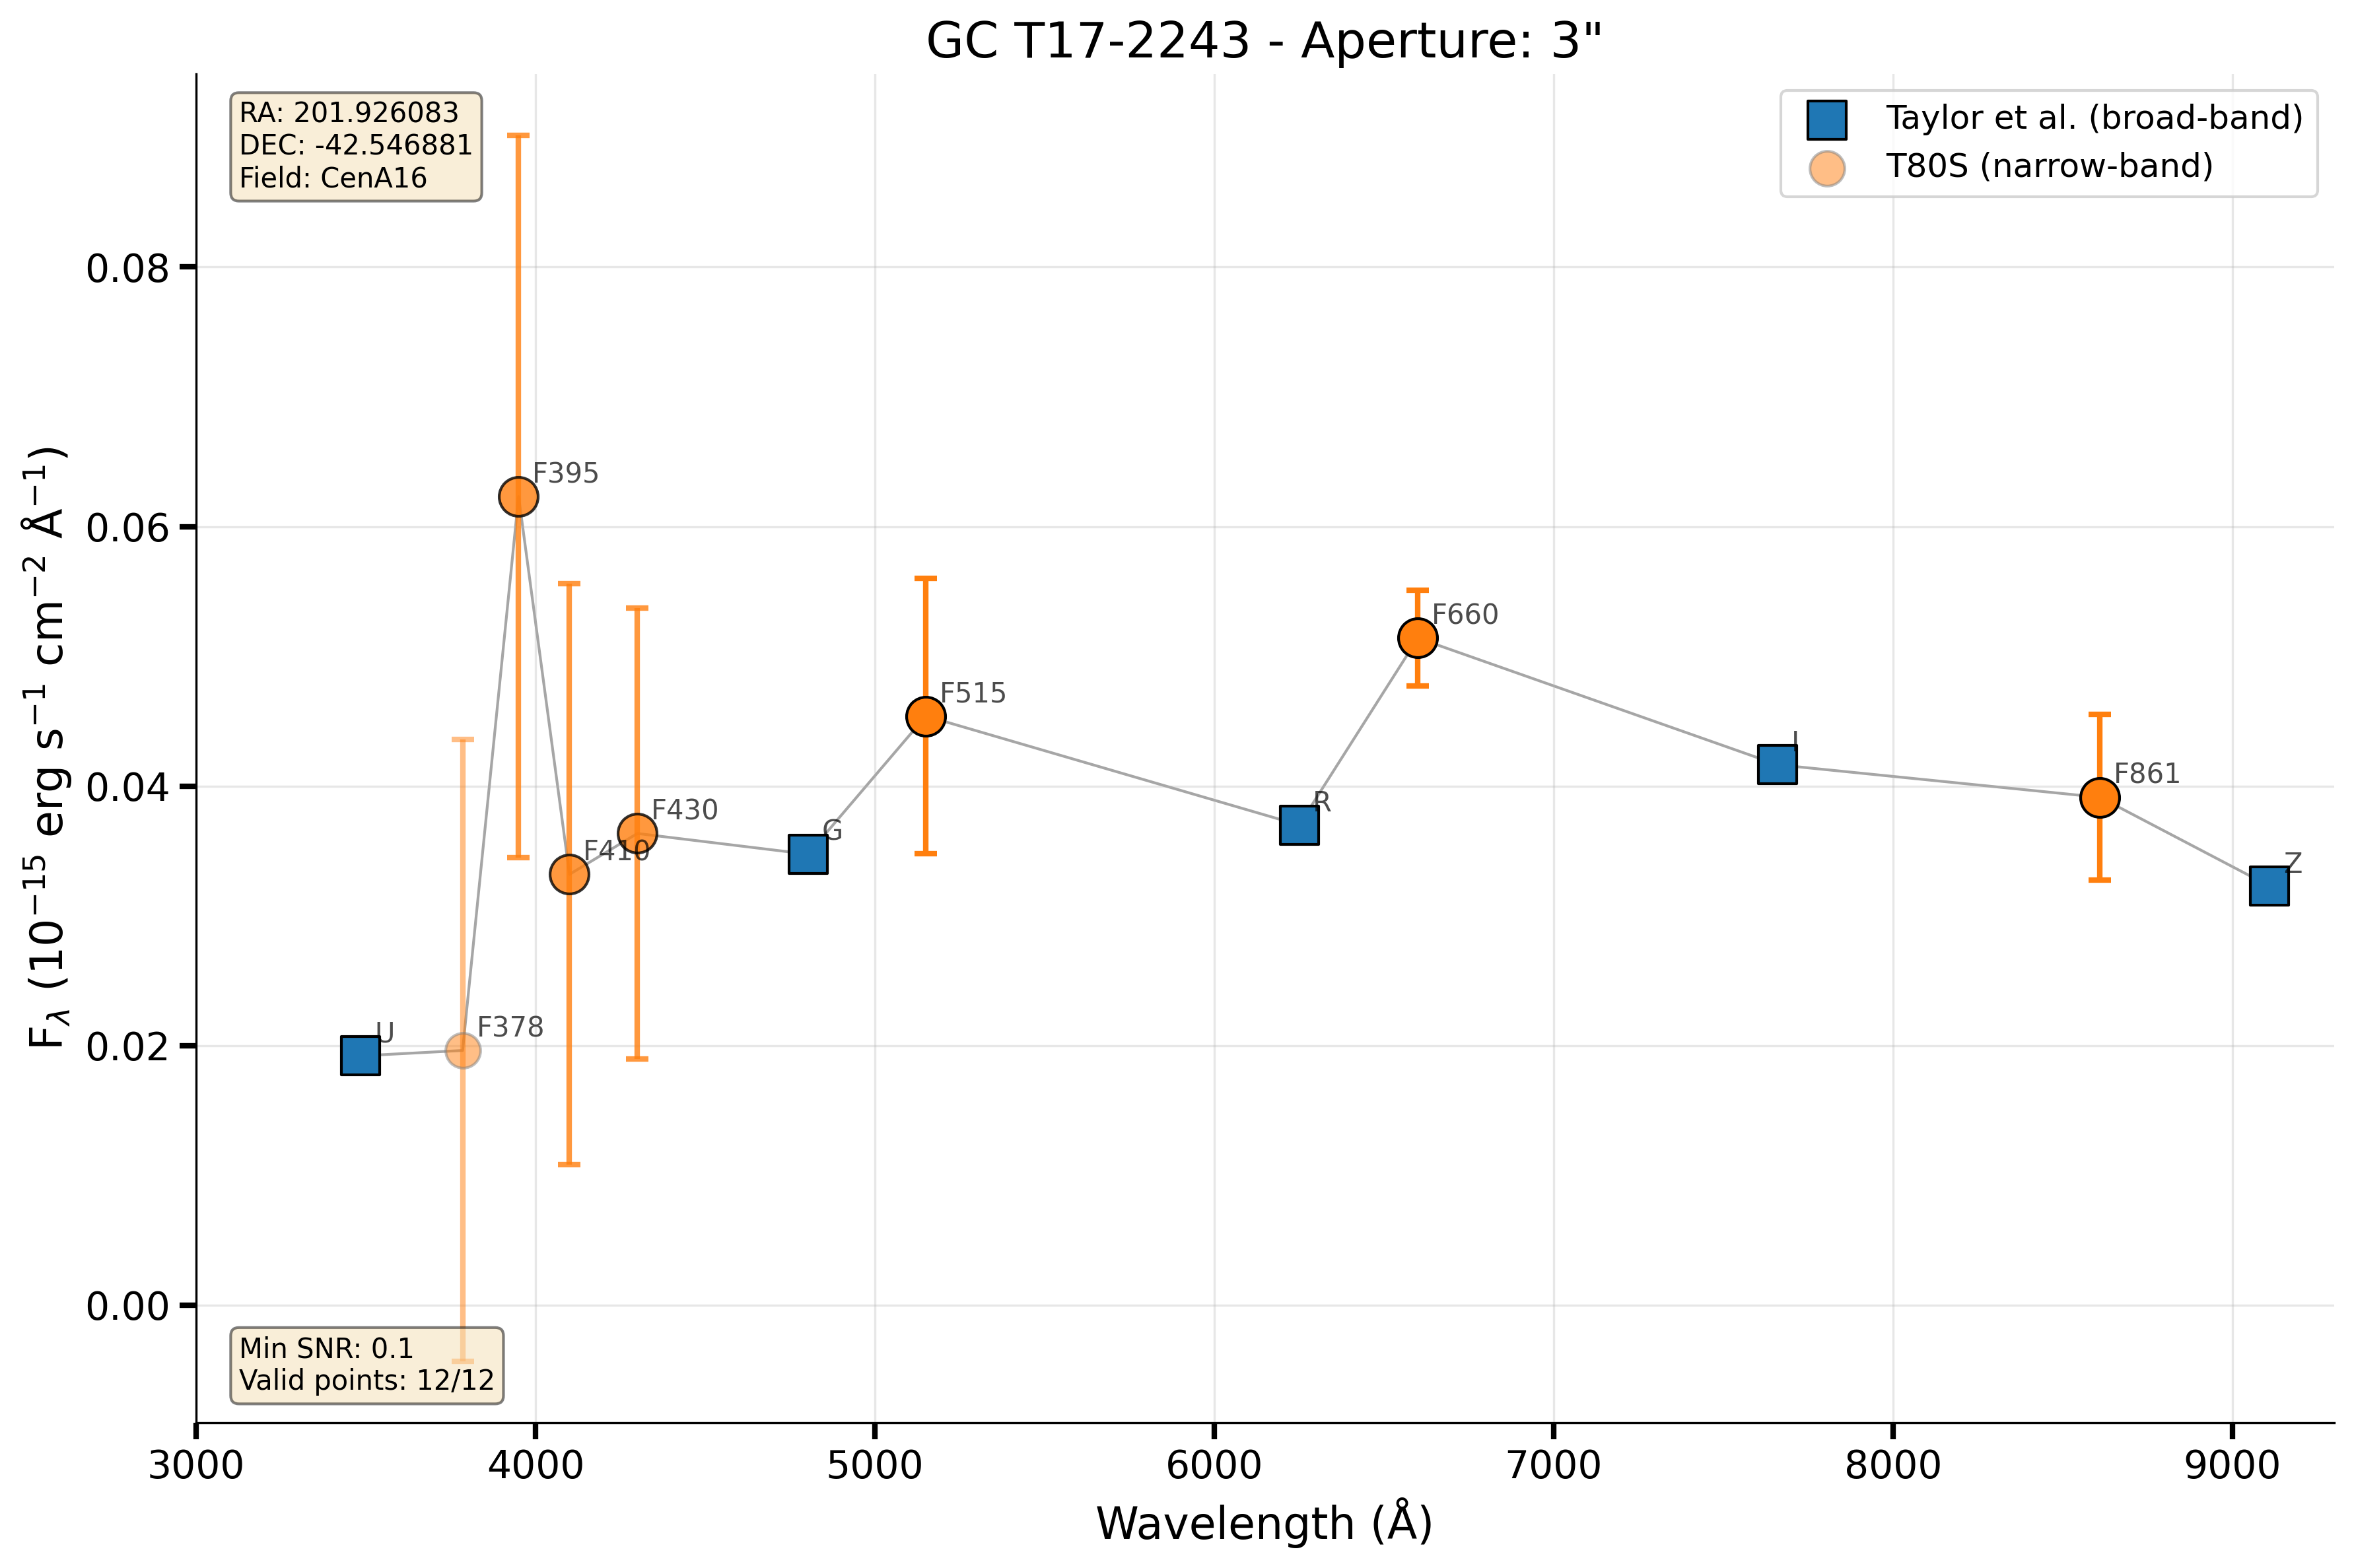 GC T17-2243 - Aperture: 3"
RA: 201.926083
DEC: -42.546881
Field: CenA16
Taylor et al. (broad-band)
T80S (narrow-band)
0.08
0.06
0.04
0.02
0.00
F_λ (10⁻¹⁵ erg s⁻¹ cm⁻² Å⁻¹)
F395
F660
F515
I
F861
R
F430
G
F410
Z
U
F378
Min SNR: 0.1
Valid points: 12/12
3000 4000 5000 6000 7000 8000 9000
Wavelength (Å)